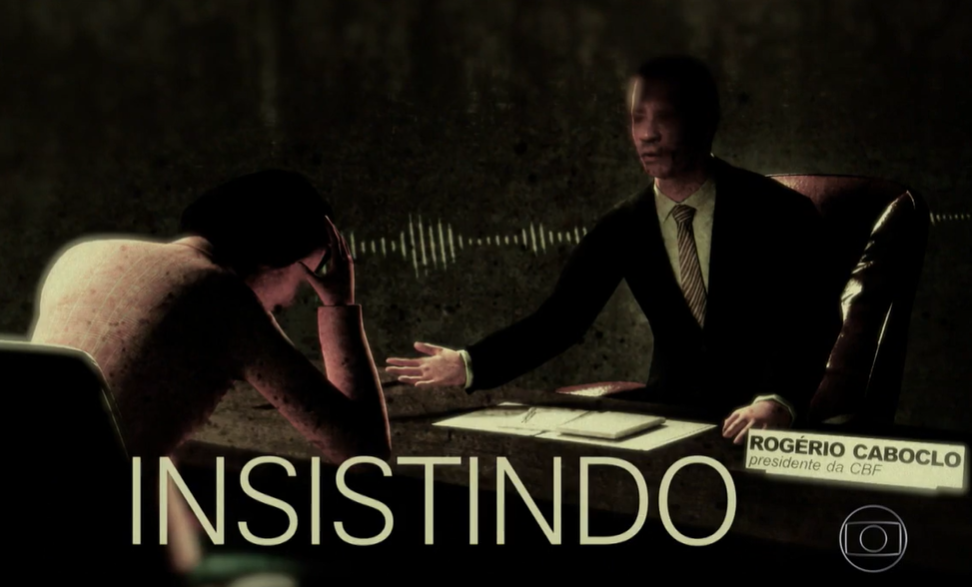 INSISTINDO
ROGÉRIO CABOCLO
presidente da CBF